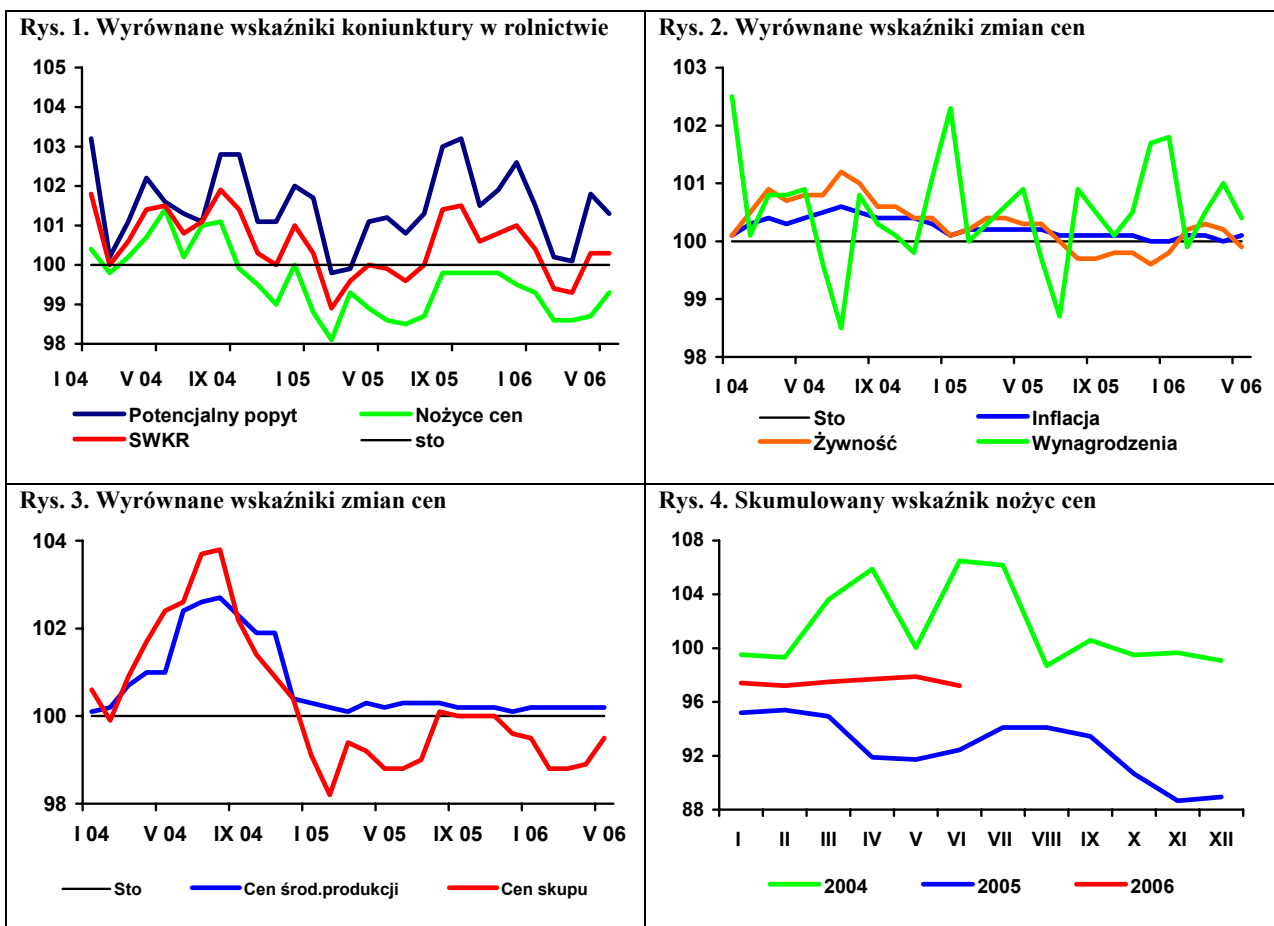 Rys. 1. Wyrównane wskaźniki koniunktury w rolnictwie
105
104
103
102
101
100
99
98
I 04 V 04 IX 04 I 05 V 05 IX 05 I 06 V 06
Potencjalny popyt Nożyce cen
SWKR sto
Rys. 2. Wyrównane wskaźniki zmian cen
103
102
101
100
99
98
I 04 V 04 IX 04 I 05 V 05 IX 05 I 06 V 06
Sto Inflacja
Żywność Wynagrodzenia
Rys. 3. Wyrównane wskaźniki zmian cen
104
102
100
98
I 04 V 04 IX 04 I 05 V 05 IX 05 I 06 V 06
Sto Cen środ.produkcji Cen skupu
Rys. 4. Skumulowany wskaźnik nożyc cen
108
104
100
96
92
88
I II III IV V VI VII VIII IX X XI XII
2004 2005 2006